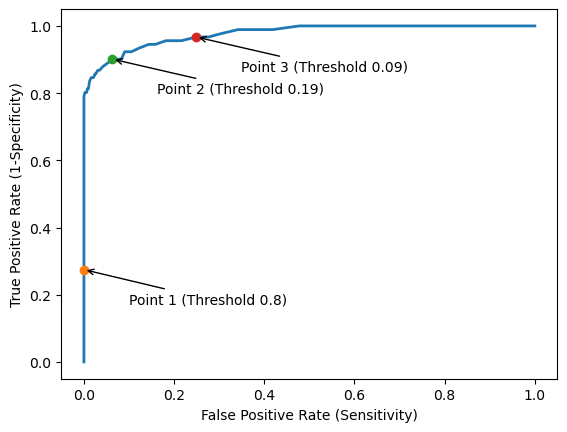 1.0
0.8
0.6
0.4
0.2
0.0
True Positive Rate (1-Specificity)
Point 3 (Threshold 0.09)
Point 2 (Threshold 0.19)
Point 1 (Threshold 0.8)
0.0 0.2 0.4 0.6 0.8 1.0
False Positive Rate (Sensitivity)